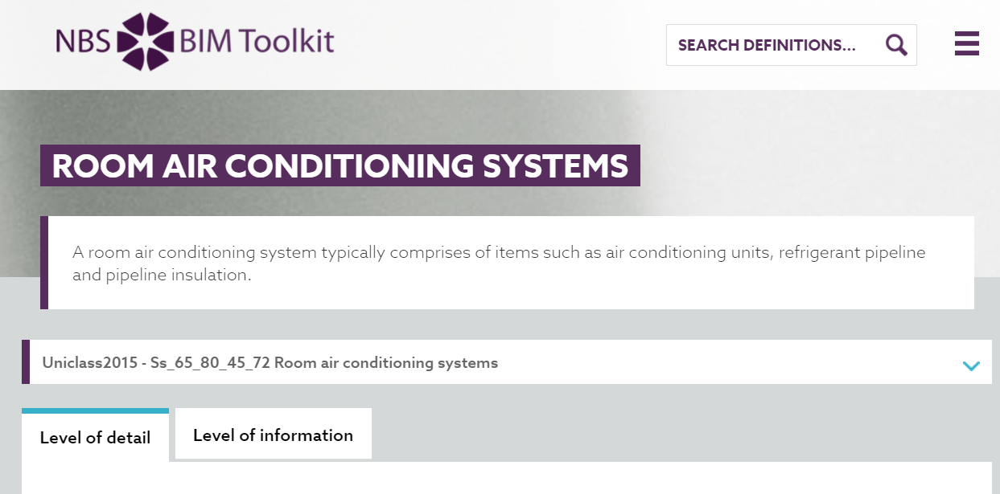 NBS BIM Toolkit
SEARCH DEFINITIONS...
ROOM AIR CONDITIONING SYSTEMS
A room air conditioning system typically comprises of items such as air conditioning units, refrigerant pipeline
and pipeline insulation.
Uniclass2015 - Ss_65_80_45_72 Room air conditioning systems
Level of detail
Level of information